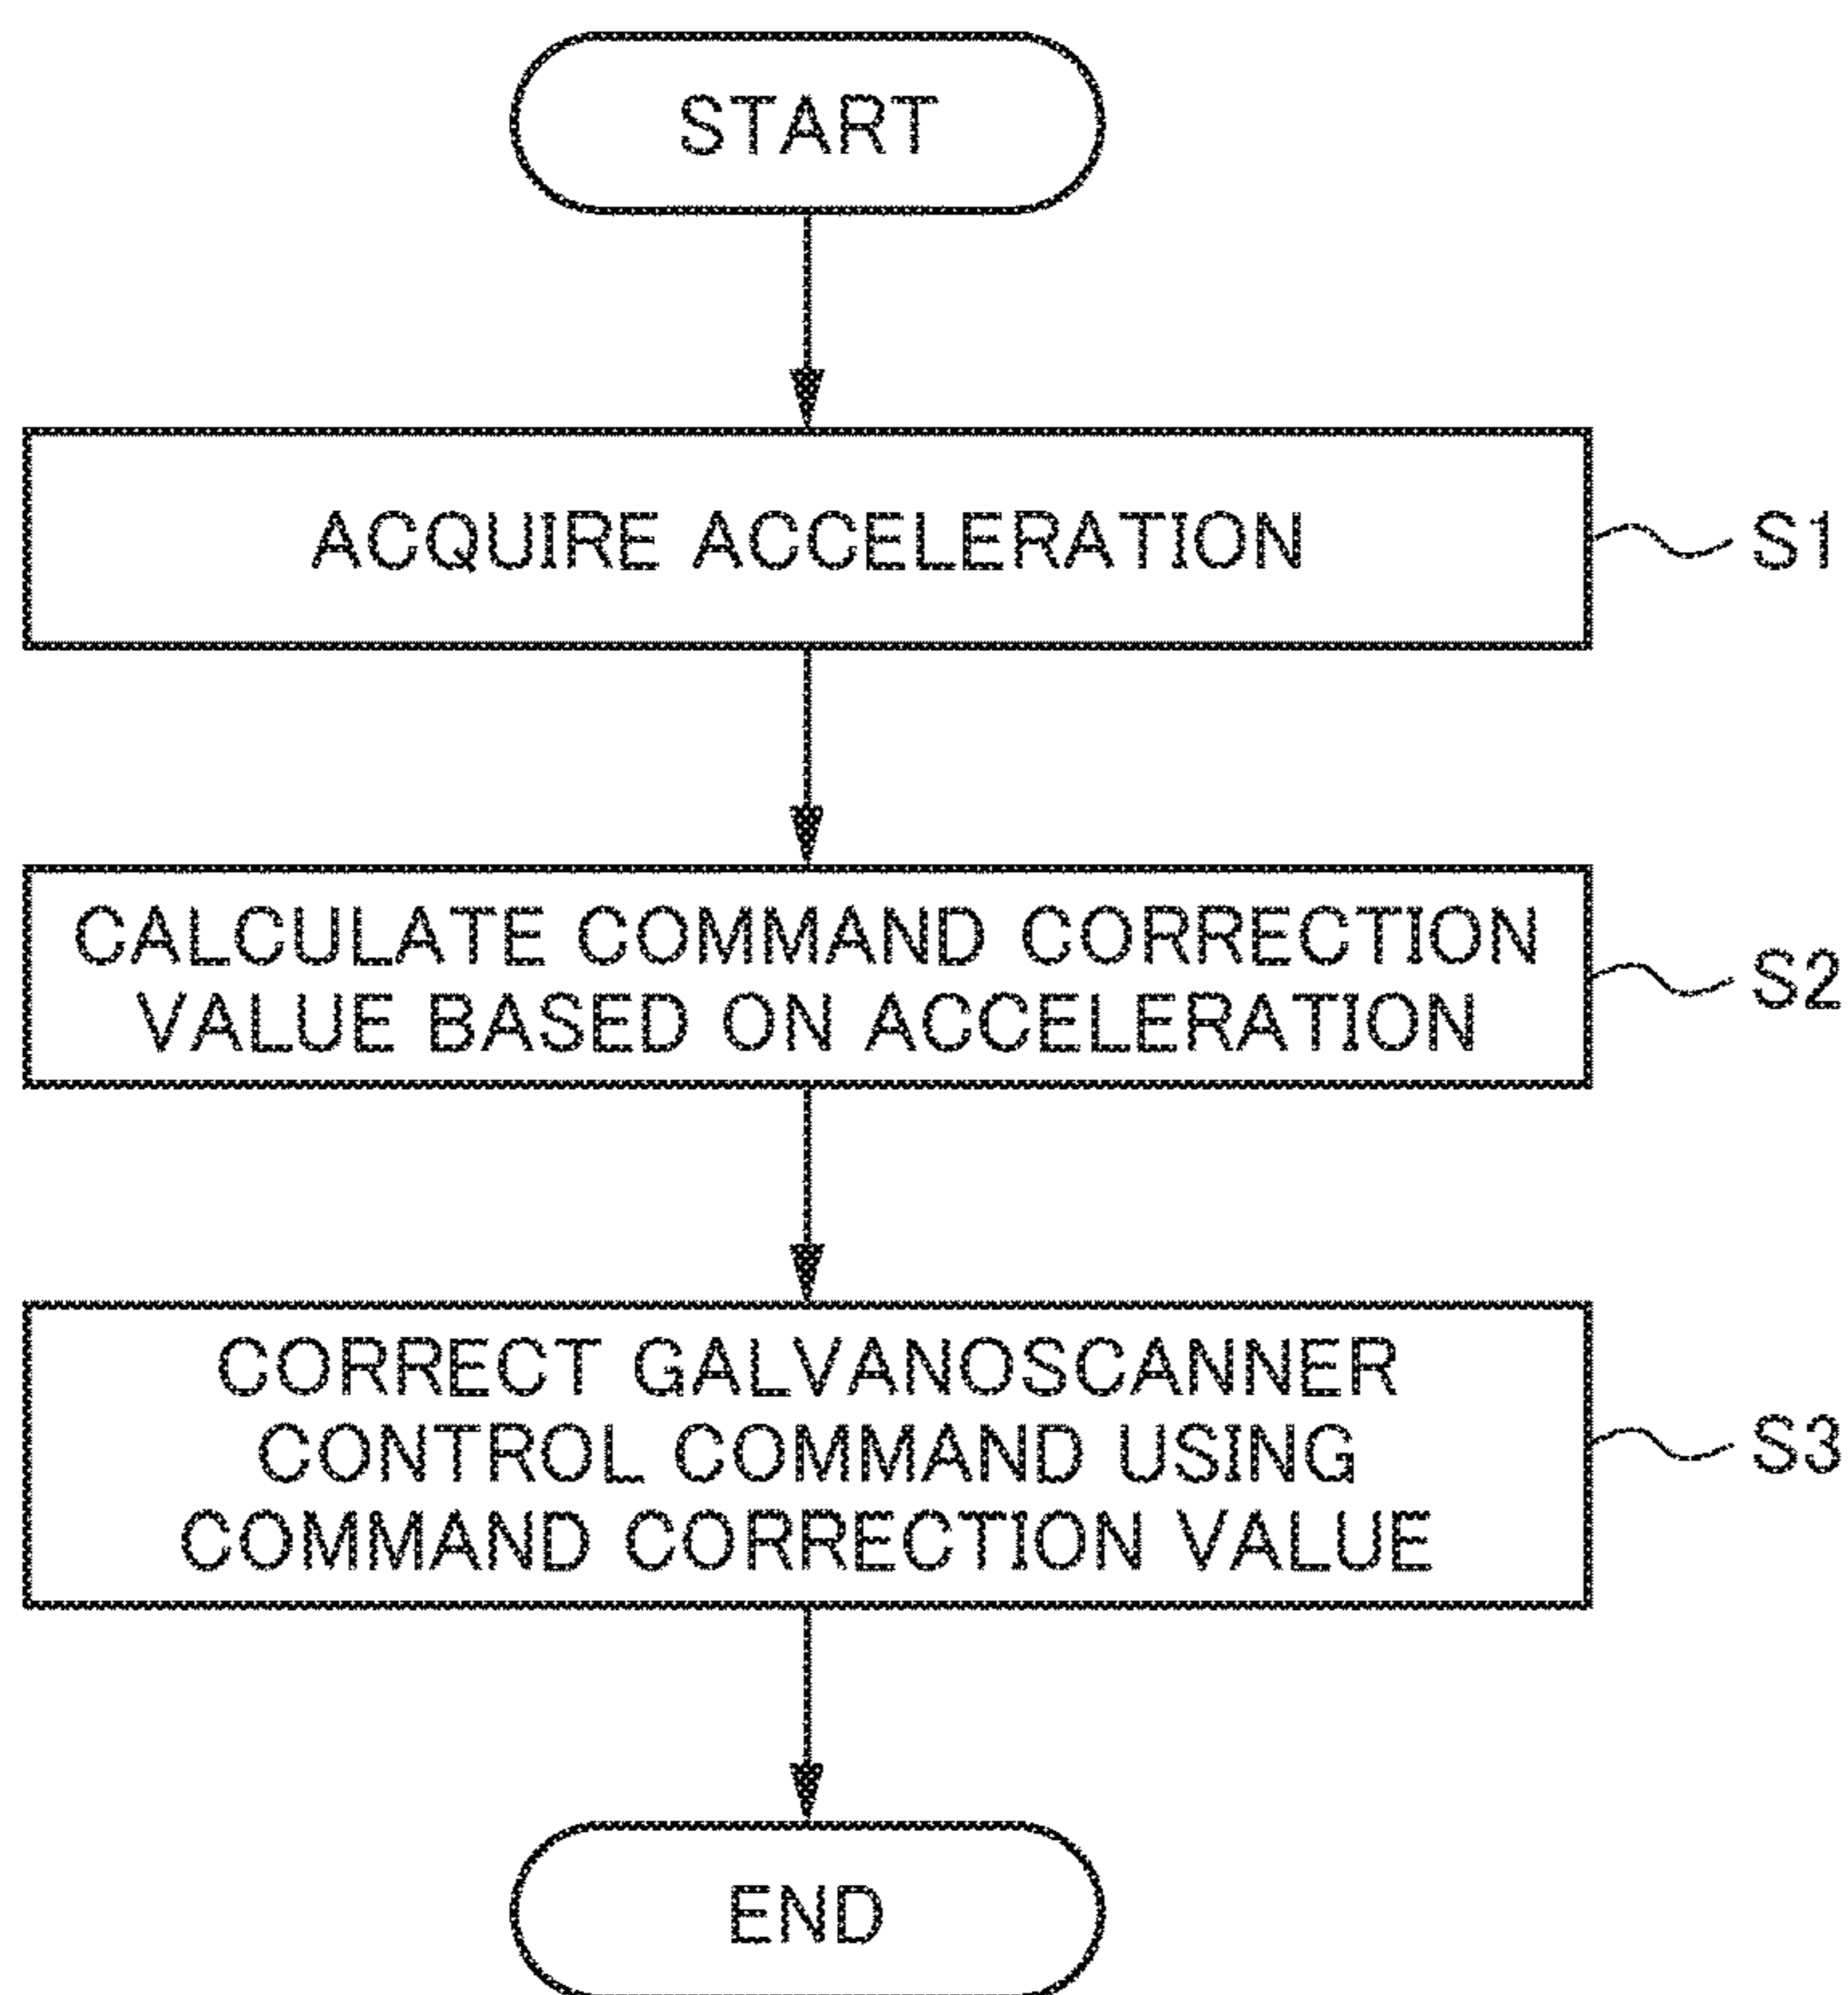 START
ACQUIRE ACCELERATION
S1
CALCULATE COMMAND CORRECTION
VALUE BASED ON ACCELERATION
S2
CORRECT GALVANOSCANNER
CONTROL COMMAND USING
COMMAND CORRECTION VALUE
S3
END